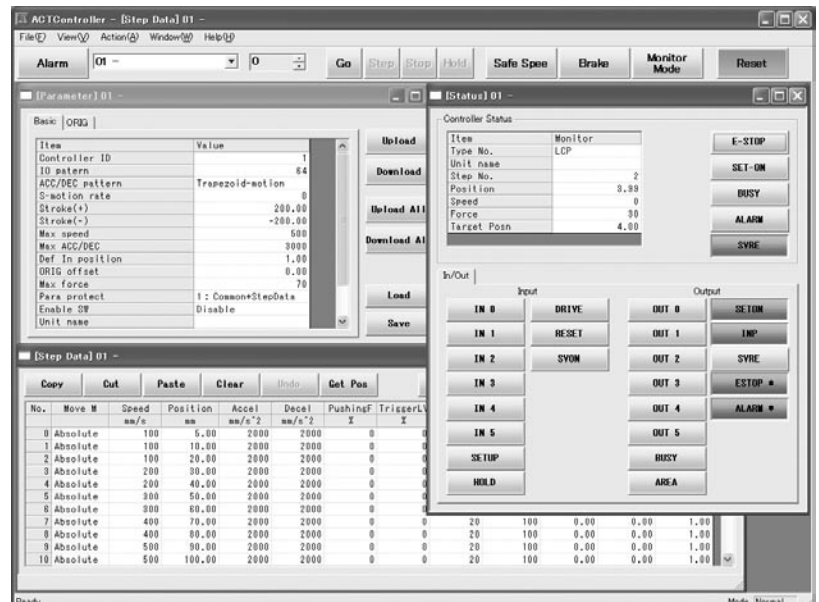 ACTController - [Step Data] 01 -
File(F) View(V) Action(A) Window(W) Help(H)
Alarm 01 - 0 Go Step Stop Hold Safe Spee Brake Monitor Mode Reset
[Parameter] 01 -
Basic ORIG
Item Value
Controller ID 1
IO patern 64
ACC/DEC pattern Trapezoid-motion
S-motion rate 0
Stroke(+) 200.00
Stroke(-) -200.00
Max speed 500
Max ACC/DEC 3000
Def In position 1.00
ORIG offset 0.00
Max force 70
Para protect 1 : Common+StepData
Enable SW Disable
Unit name
Upload
Download
Upload All
Download Al
Load
Save
[Status] 01 -
Controller Status
Item Monitor
Type No. LCP
Unit name
Step No. 2
Position 3.99
Speed 0
Force 30
Target Posn 4.00
E-STOP
SET-ON
BUSY
ALARM
SVRE
In/Out
Input Output
IN 0 DRIVE OUT 0 SETON
IN 1 RESET OUT 1 INP
IN 2 SVON OUT 2 SVRE
IN 3 OUT 3 ESTOP *
IN 4 OUT 4 ALARM *
IN 5 OUT 5
SETUP BUSY
HOLD AREA
[Step Data] 01 -
Copy Cut Paste Clear Undo Get Pos
No. Move M Speed Position Accel Decel PushingF TriggerLV
mm/s mm mm/s^2 mm/s^2 % %
0 Absolute 100 5.00 2000 2000 0 0
1 Absolute 100 10.00 2000 2000 0 0
2 Absolute 100 20.00 2000 2000 0 0
3 Absolute 200 30.00 2000 2000 0 0
4 Absolute 200 40.00 2000 2000 0 0
5 Absolute 300 50.00 2000 2000 0 0
6 Absolute 300 60.00 2000 2000 0 0
7 Absolute 400 70.00 2000 2000 0 0 20 100 0.00 0.00 1.00
8 Absolute 400 80.00 2000 2000 0 0 20 100 0.00 0.00 1.00
9 Absolute 500 90.00 2000 2000 0 0 20 100 0.00 0.00 1.00
10 Absolute 500 100.00 2000 2000 0 0 20 100 0.00 0.00 1.00
Ready Mode Normal